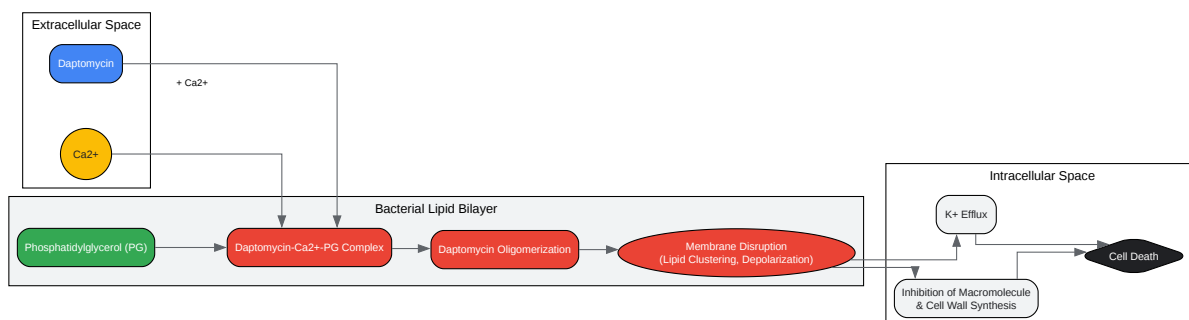 Extracellular Space
Daptomycin
+ Ca2+
Ca2+
Bacterial Lipid Bilayer
Phosphatidylglycerol (PG)
Daptomycin-Ca2+-PG Complex
Daptomycin Oligomerization
Membrane Disruption
(Lipid Clustering, Depolarization)
Intracellular Space
K+ Efflux
Cell Death
Inhibition of Macromolecule
& Cell Wall Synthesis